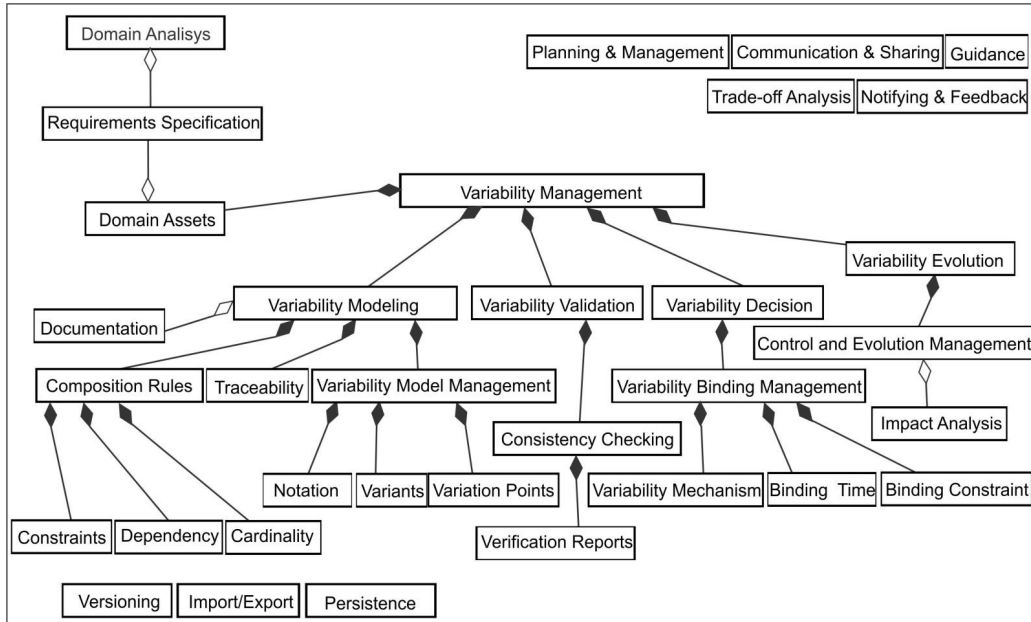 Domain Analisys
Planning & Management
Communication & Sharing
Guidance
Trade-off Analysis
Notifying & Feedback
Requirements Specification
Variability Management
Domain Assets
Variability Evolution
Variability Modeling
Variability Validation
Variability Decision
Documentation
Control and Evolution Management
Composition Rules
Traceability
Variability Model Management
Variability Binding Management
Impact Analysis
Consistency Checking
Notation
Variants
Variation Points
Variability Mechanism
Binding Time
Binding Constraint
Constraints
Dependency
Cardinality
Verification Reports
Versioning
Import/Export
Persistence